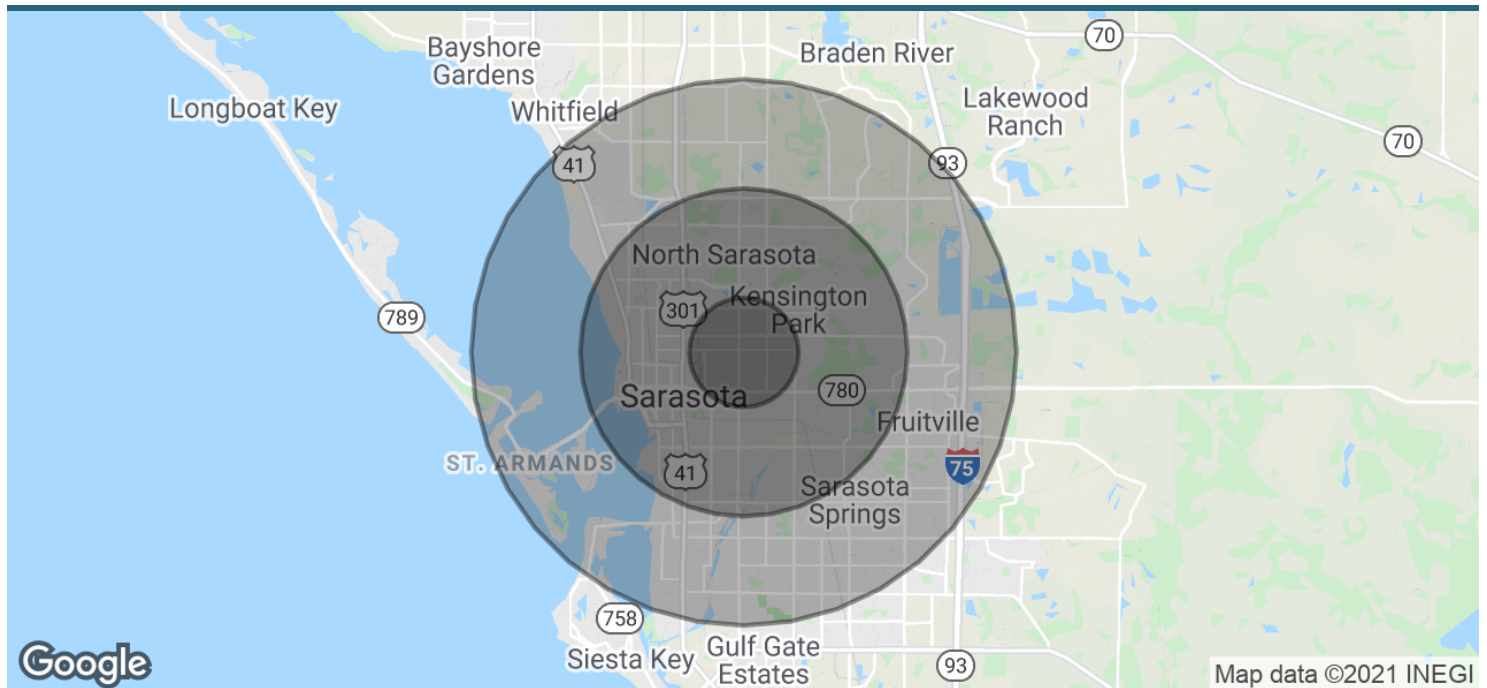 Bayshore
Gardens
Braden River
70
Longboat Key
Whitfield
Lakewood
Ranch
70
41
93
North Sarasota
301
Kensington
Park
789
Sarasota
780
Fruitville
ST. ARMANDS
41
75
Sarasota
Springs
758
Siesta Key
Gulf Gate
Estates
93
Google
Map data ©2021 INEGI